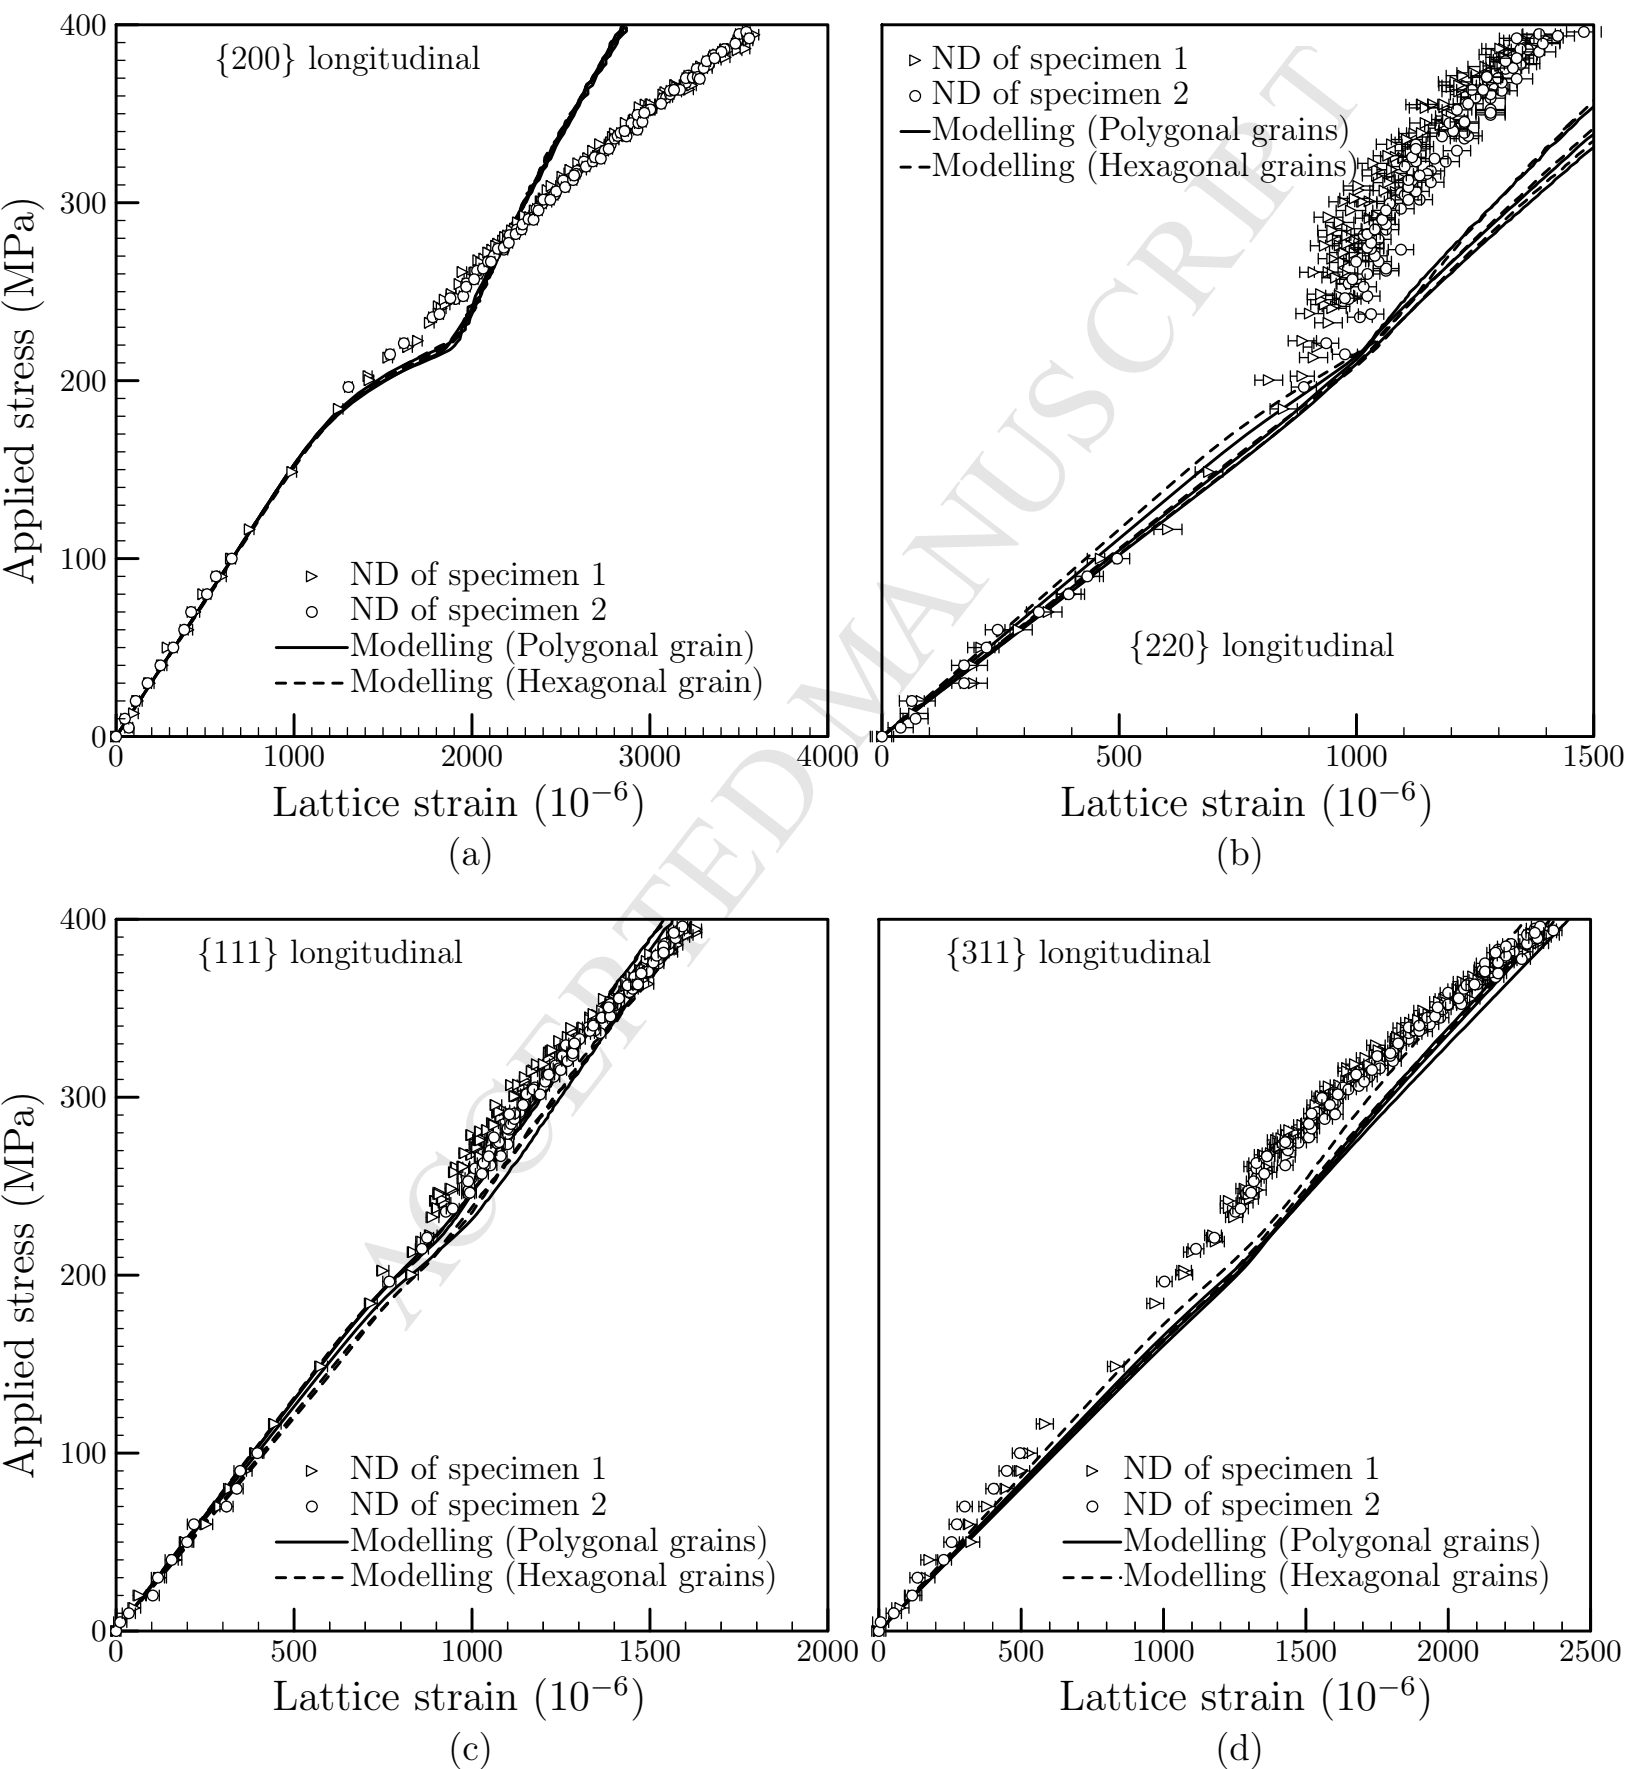 {200} longitudinal
ND of specimen 1
ND of specimen 2
Modelling (Polygonal grain)
Modelling (Hexagonal grain)
Applied stress (MPa)
400
300
200
100
0
0 1000 2000 3000 4000
Lattice strain (10⁻⁶)
(a)
ND of specimen 1
ND of specimen 2
Modelling (Polygonal grains)
Modelling (Hexagonal grains)
{220} longitudinal
0 500 1000 1500
Lattice strain (10⁻⁶)
(b)
{111} longitudinal
ND of specimen 1
ND of specimen 2
Modelling (Polygonal grains)
Modelling (Hexagonal grains)
Applied stress (MPa)
400
300
200
100
0
0 500 1000 1500 2000
Lattice strain (10⁻⁶)
(c)
{311} longitudinal
ND of specimen 1
ND of specimen 2
Modelling (Polygonal grains)
Modelling (Hexagonal grains)
0 500 1000 1500 2000 2500
Lattice strain (10⁻⁶)
(d)
ACCEPTED MANUSCRIPT